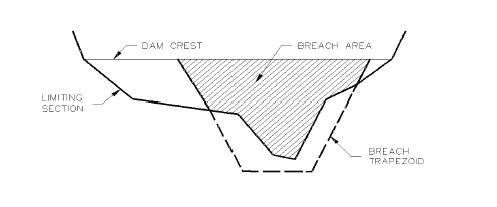 DAM CREST
BREACH AREA
LIMITING
SECTION
BREACH
TRAPEZOID